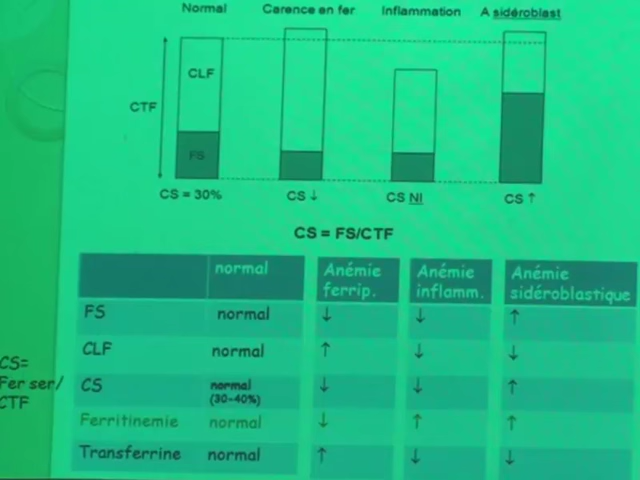 Normal Carence en fer Inflammation A sidéroblast
CLF
CTF
FS
CS = 30% CS ↓ CS NI CS ↑
CS = FS/CTF
normal Anémie ferrip. Anémie inflamm. Anémie sidéroblastique
FS normal ↓ ↓ ↑
CLF normal ↑ ↓ ↓
CS normal (30-40%) ↓ ↓ ↑
Ferritinemie normal ↓ ↑ ↑
Transferrine normal ↑ ↓ ↓
CS=
Fer ser/
CTF